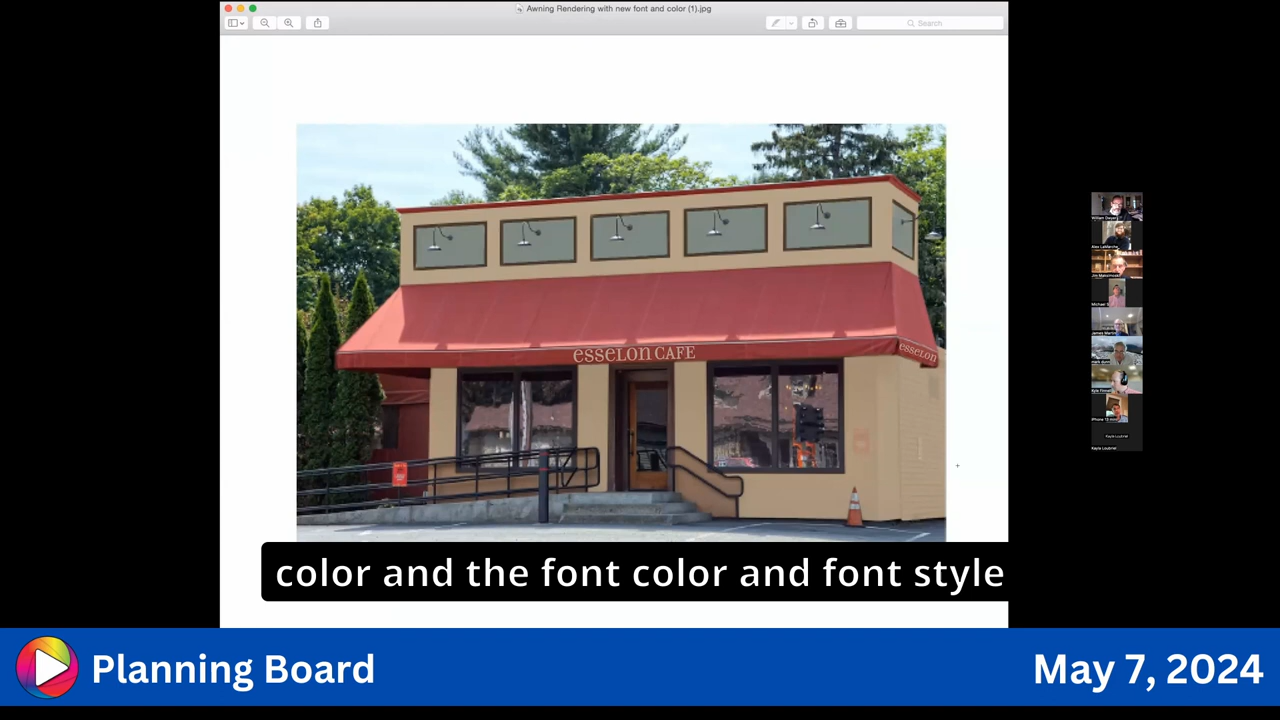 Awning Rendering with new font and color (1).jpg
Search
esseLon CAFE
esseLon
color and the font color and font style
Planning Board
May 7, 2024